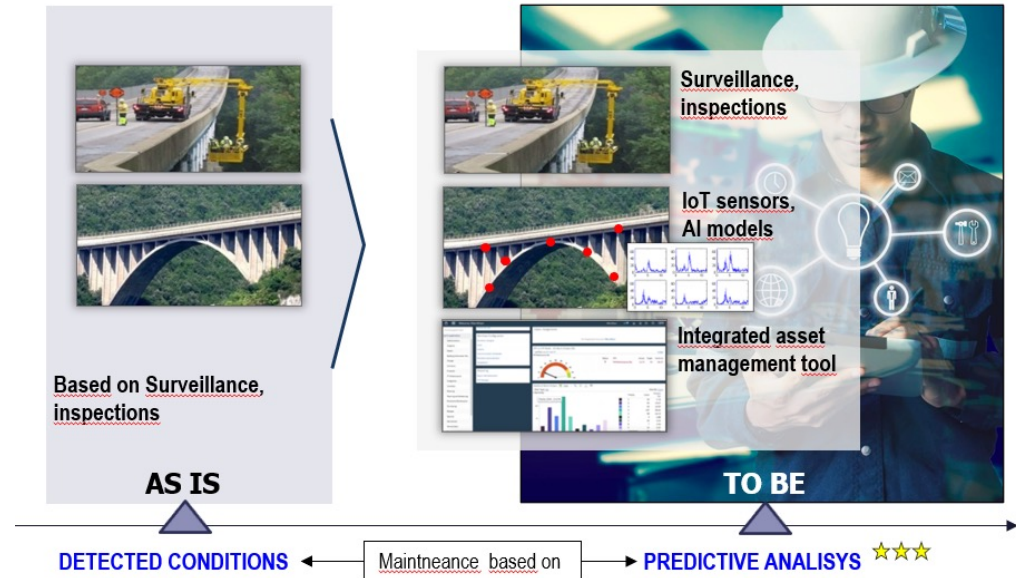 Based on Surveillance,
inspections
AS IS
Surveillance,
inspections
IoT sensors,
AI models
Integrated asset
management tool
TO BE
DETECTED CONDITIONS
Maintneance based on
PREDICTIVE ANALISYS